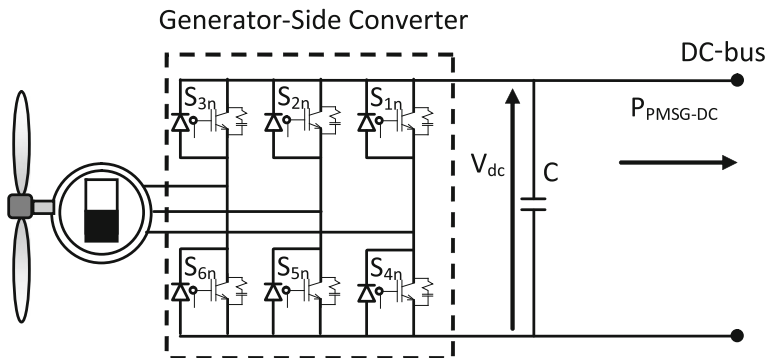 Generator-Side Converter
DC-bus
S3n
S2n
S1n
PPMSG-DC
Vdc
C
S6n
S5n
S4n